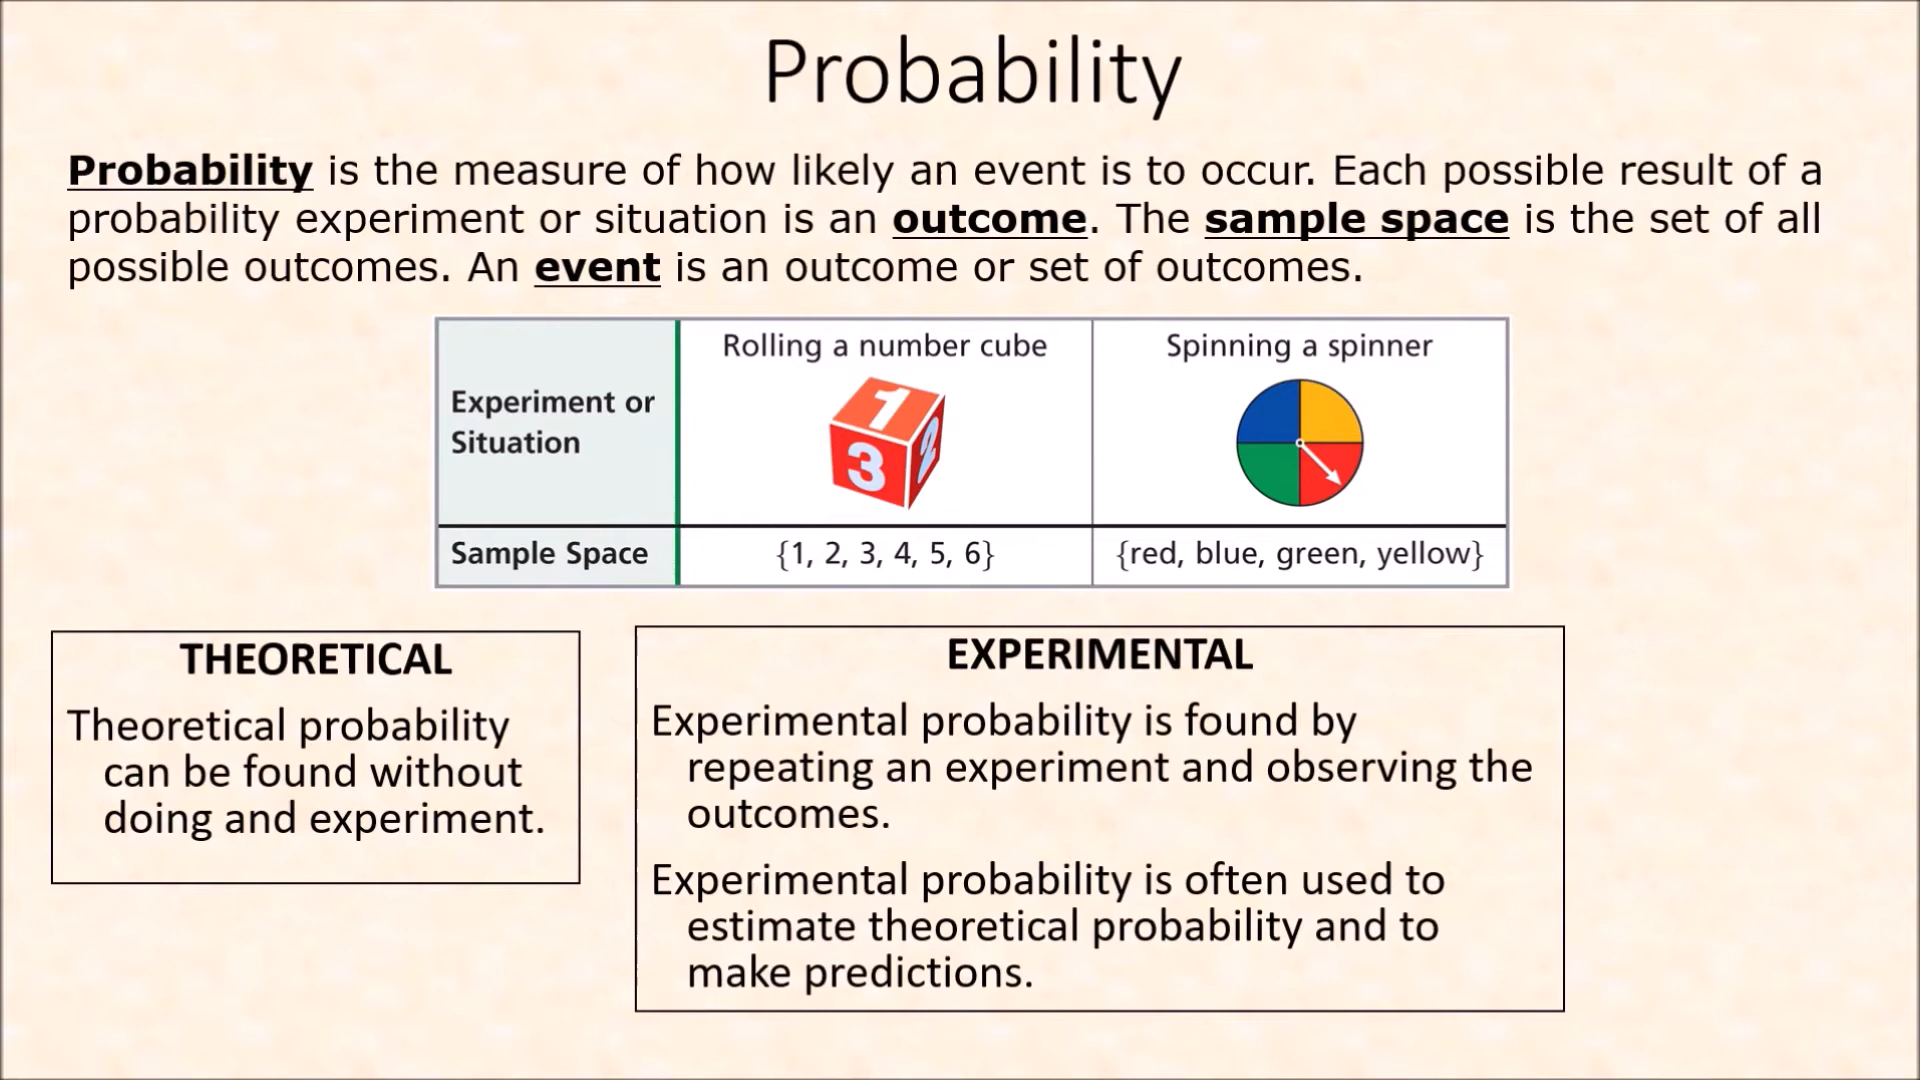 Probability
Probability is the measure of how likely an event is to occur. Each possible result of a
probability experiment or situation is an outcome. The sample space is the set of all
possible outcomes. An event is an outcome or set of outcomes.
Experiment or
Situation
Rolling a number cube
1
3
2
Spinning a spinner
Sample Space
{1, 2, 3, 4, 5, 6}
{red, blue, green, yellow}
THEORETICAL
Theoretical probability
can be found without
doing and experiment.
EXPERIMENTAL
Experimental probability is found by
repeating an experiment and observing the
outcomes.
Experimental probability is often used to
estimate theoretical probability and to
make predictions.